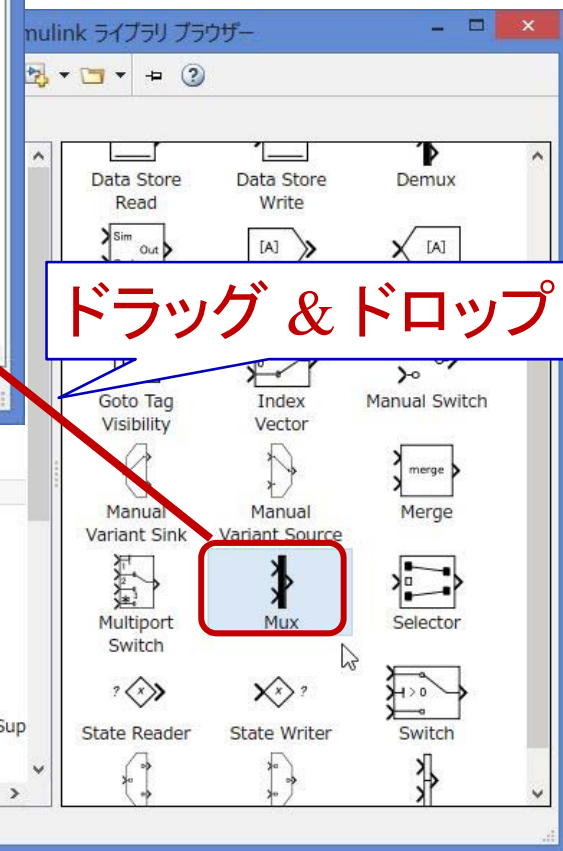 mulink ライブラリ ブラウザー
Data Store Read
Data Store Write
Demux
Sim
Out
[A]
[A]
ドラッグ & ドロップ
Goto Tag Visibility
Index Vector
Manual Switch
Manual Variant Sink
Manual Variant Source
merge
Merge
1
2
*
Multiport Switch
Mux
Selector
? x
x ?
> 0
State Reader
State Writer
Switch
Sup